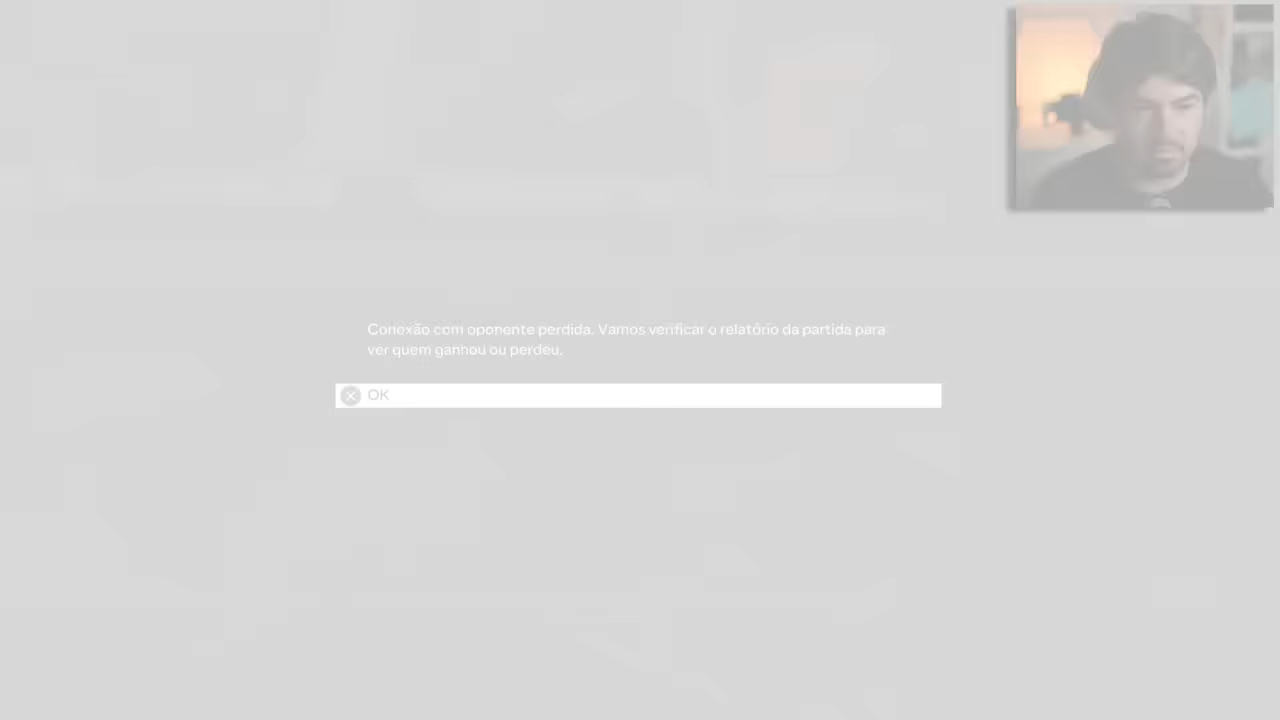 Conexão com oponente perdida. Vamos verificar o relatório da partida para
ver quem ganhou ou perdeu.
OK